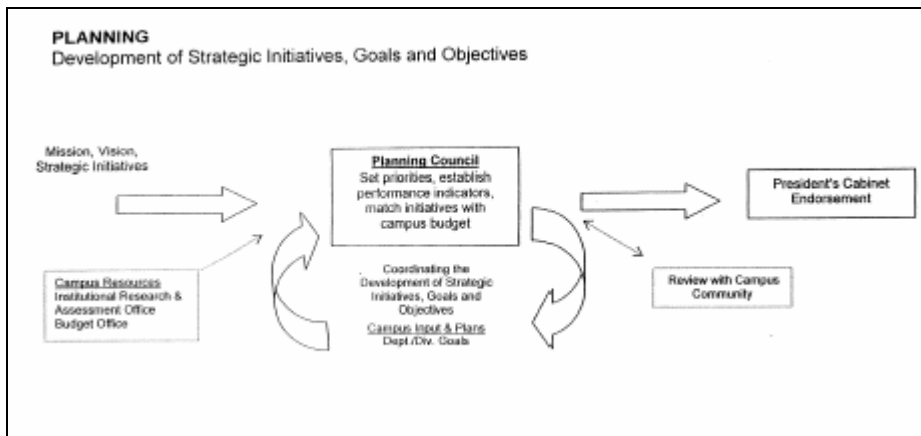 PLANNING
Development of Strategic Initiatives, Goals and Objectives
Mission, Vision,
Strategic Initiatives
Planning Council
Set priorities, establish
performance indicators,
match initiatives with
campus budget
President's Cabinet
Endorsement
Campus Resources
Institutional Research &
Assessment Office
Budget Office
Coordinating the
Development of Strategic
Initiatives, Goals and
Objectives
Campus Input & Plans
Dept./Div. Goals
Review with Campus
Community